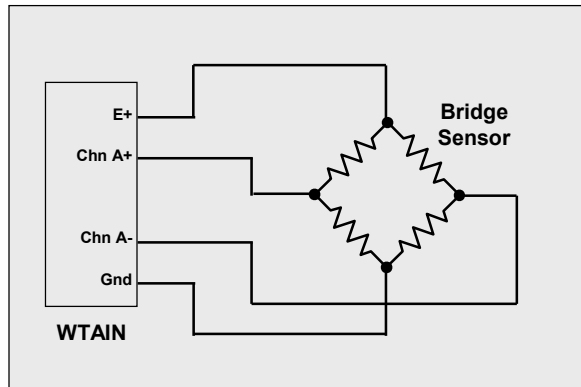 E+
Bridge
Sensor
Chn A+
Chn A-
Gnd
WTAIN